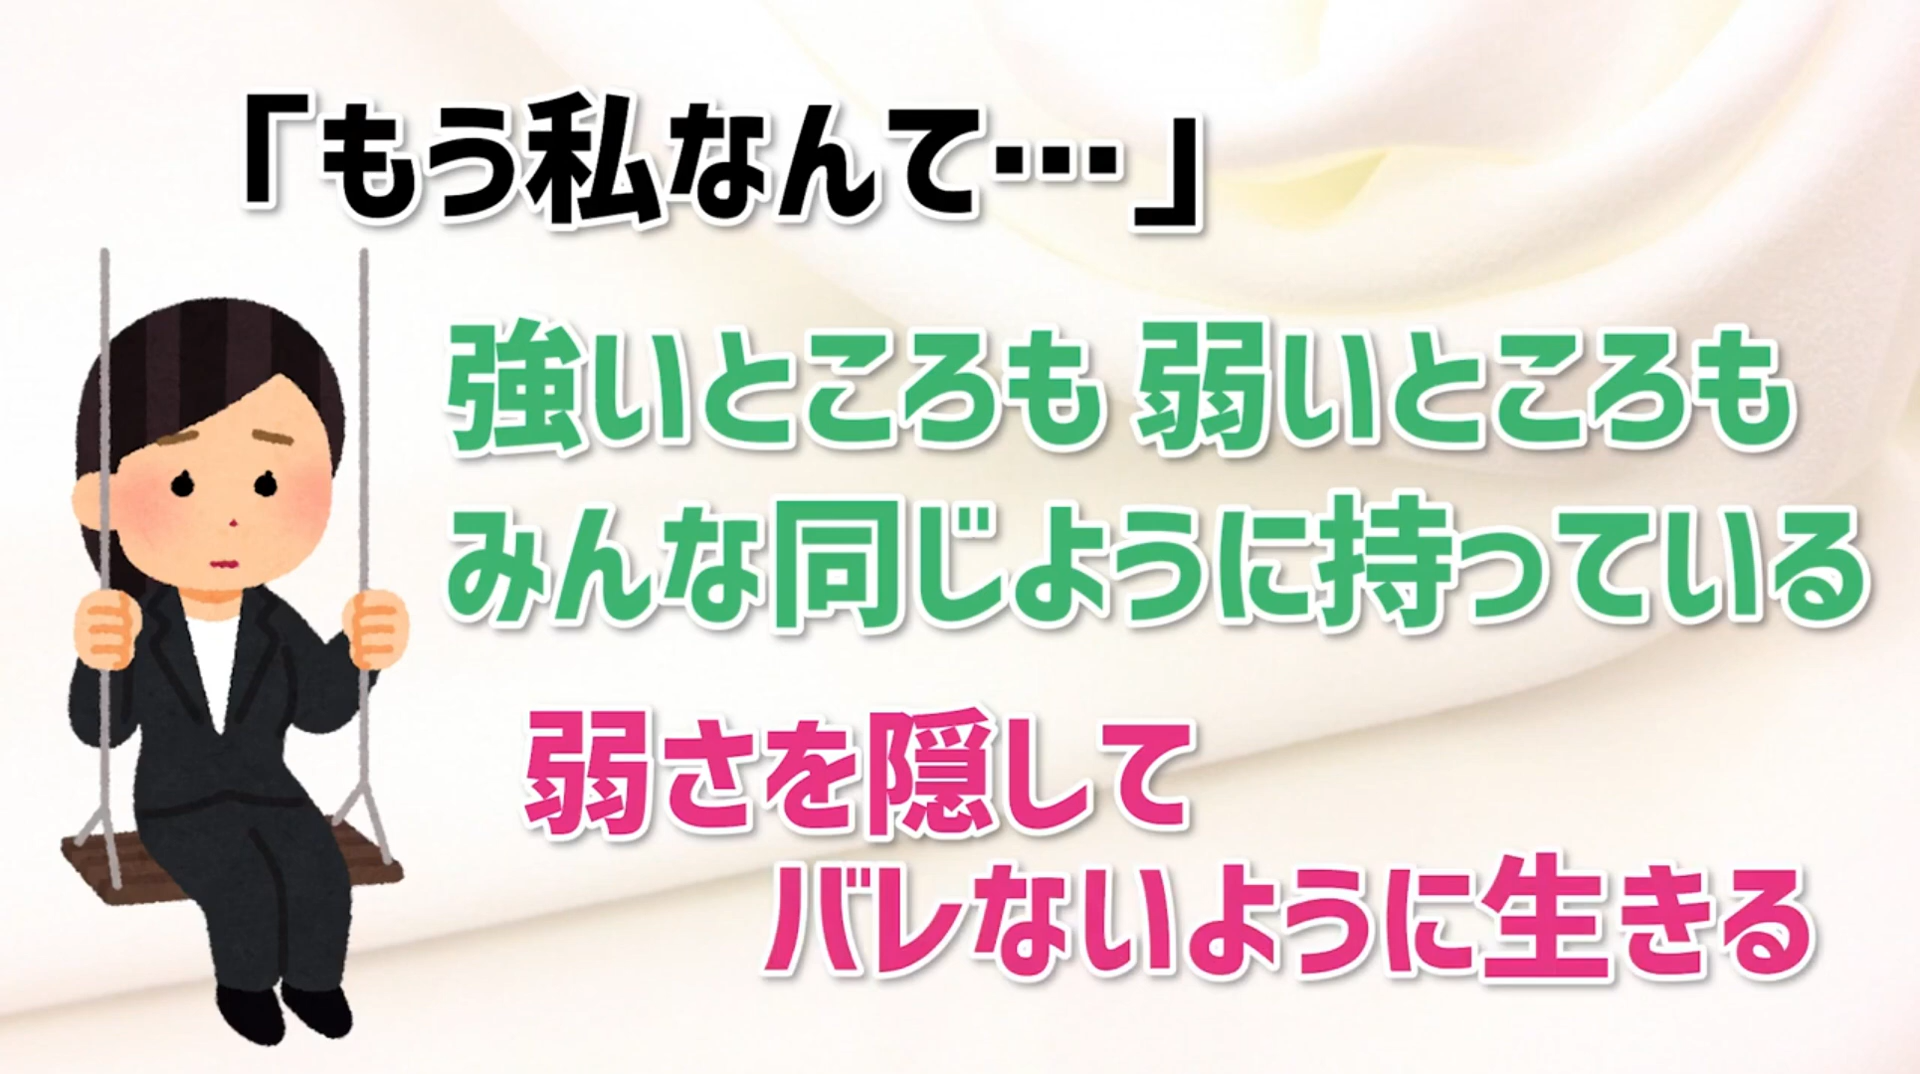 「もう私なんて…」
強いところも 弱いところも
みんな同じように持っている
弱さを隠して
バレないように生きる